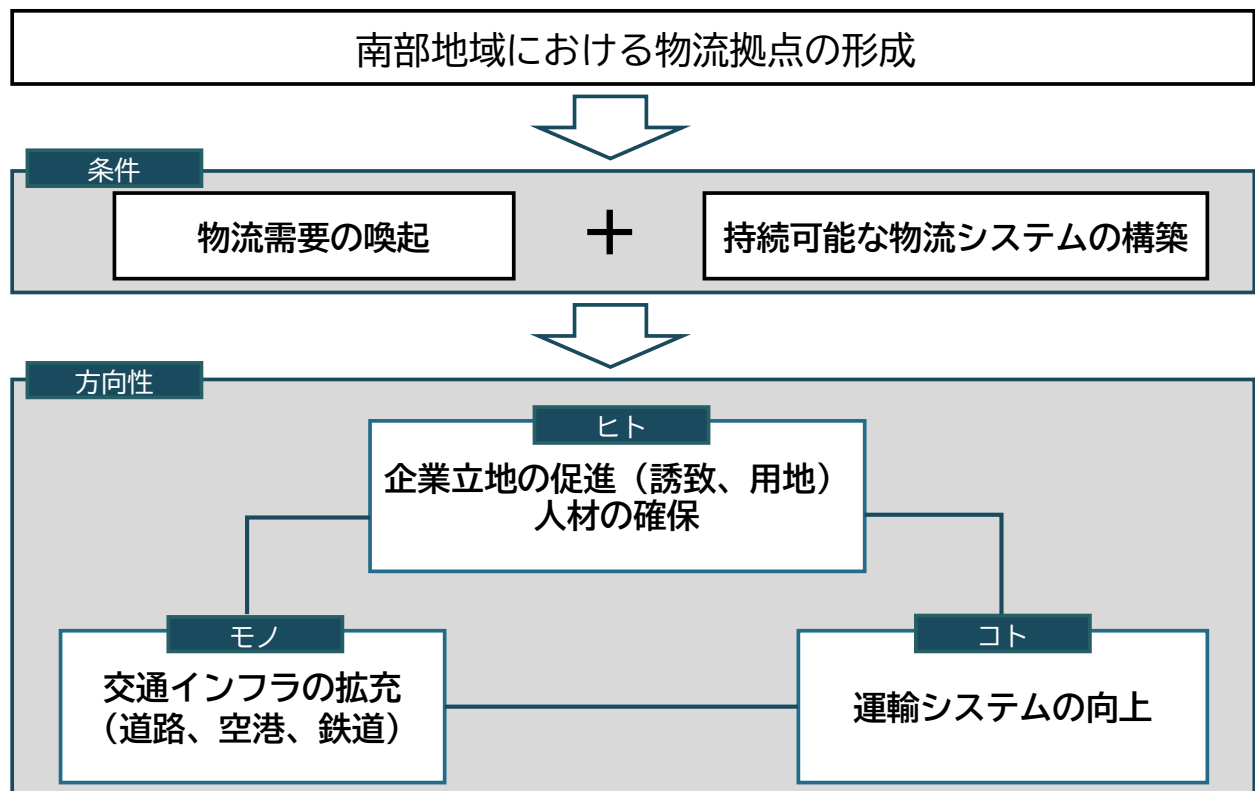 南部地域における物流拠点の形成
条件
物流需要の喚起
＋
持続可能な物流システムの構築
方向性
ヒト
企業立地の促進（誘致、用地）
人材の確保
モノ
交通インフラの拡充
（道路、空港、鉄道）
コト
運輸システムの向上